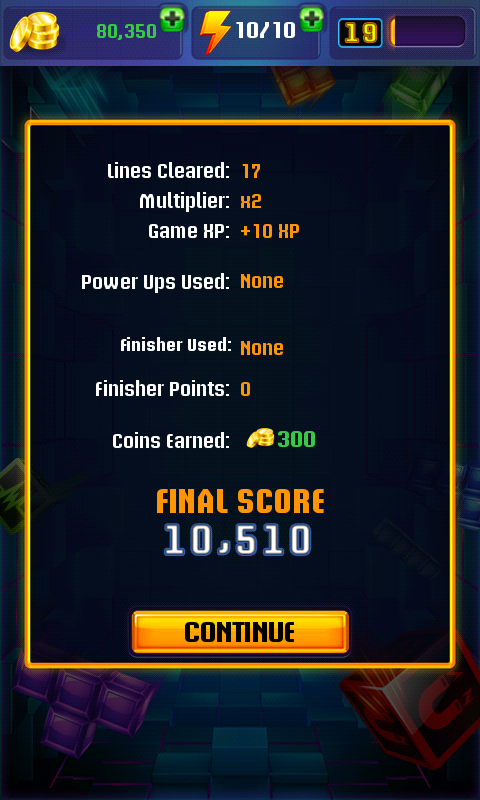 80,350 10/10 19
Lines Cleared: 17
Multiplier: x2
Game XP: +10 XP
Power Ups Used: None
Finisher Used: None
Finisher Points: 0
Coins Earned: 300
FINAL SCORE
10,510
CONTINUE